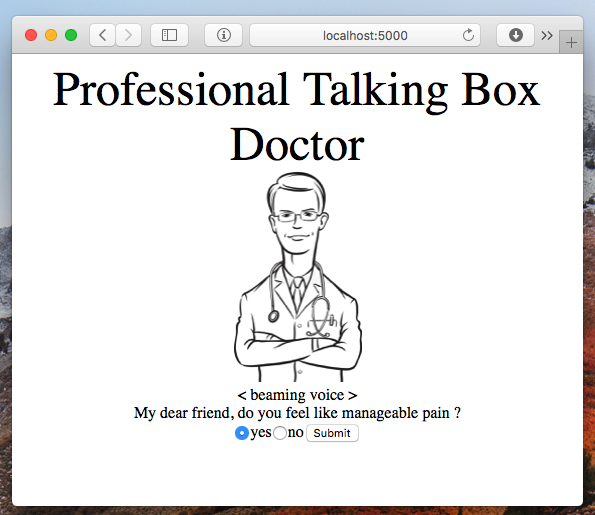 localhost:5000
Professional Talking Box
Doctor
< beaming voice >
My dear friend, do you feel like manageable pain ?
yes no Submit